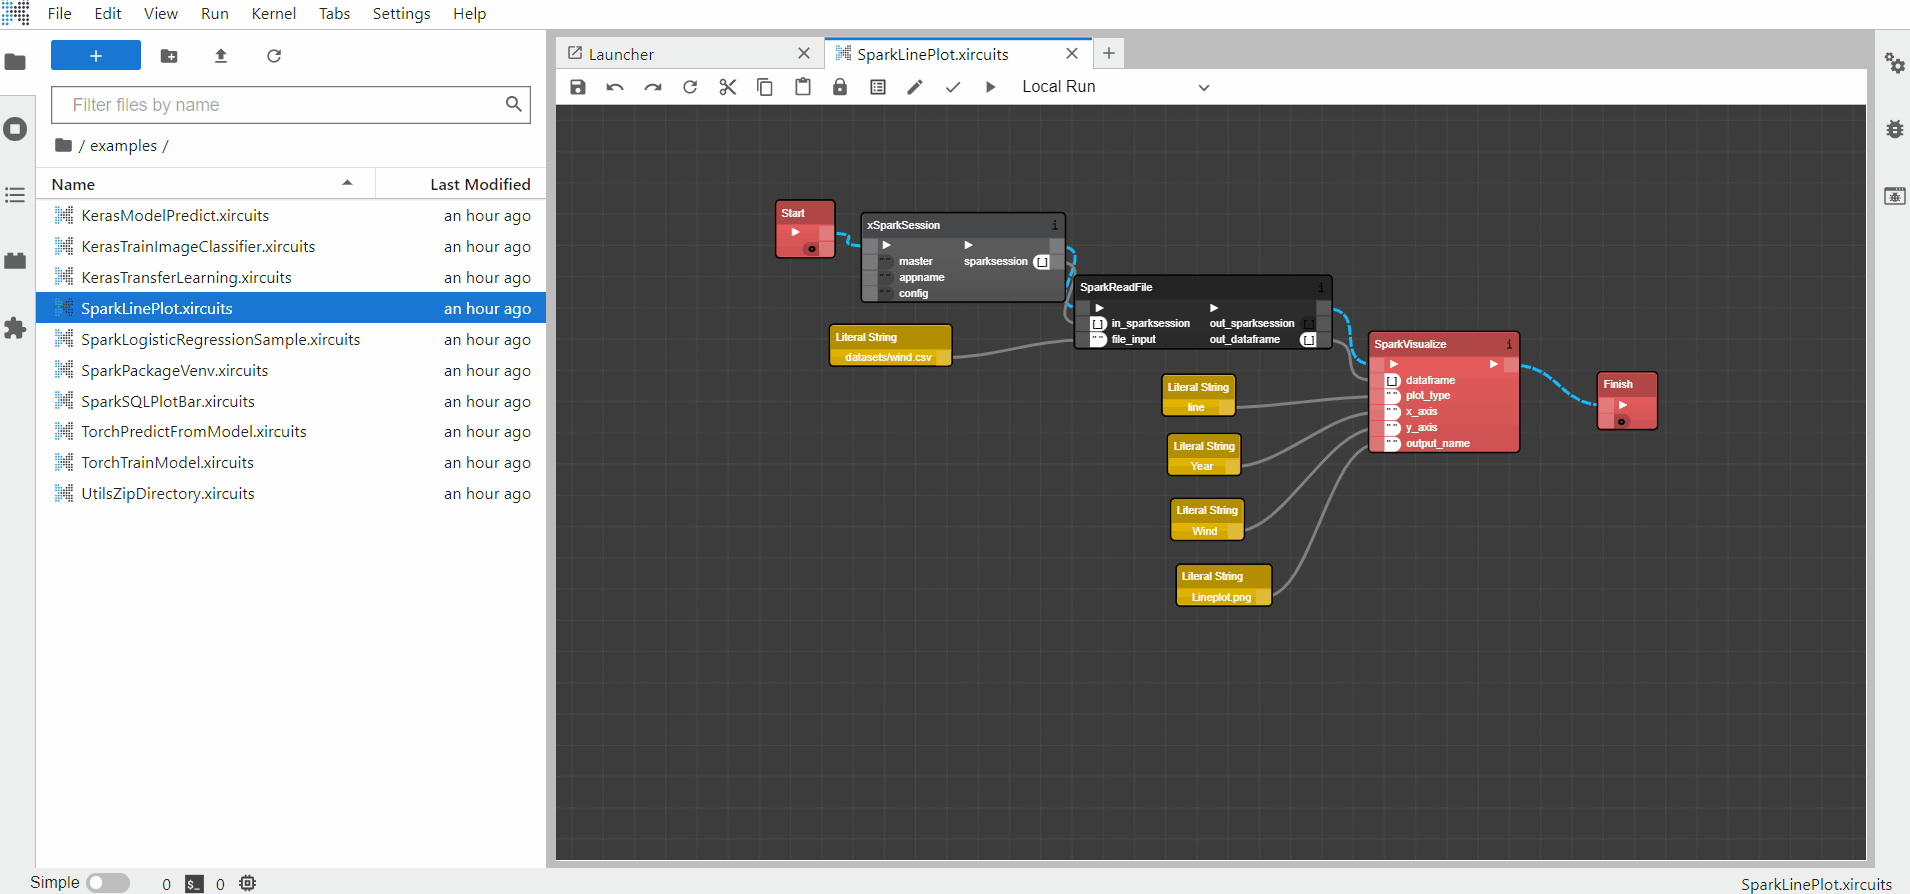 File Edit View Run Kernel Tabs Settings Help
Filter files by name
/ examples /
Name Last Modified
KerasModelPredict.xircuits an hour ago
KerasTrainImageClassifier.xircuits an hour ago
KerasTransferLearning.xircuits an hour ago
SparkLinePlot.xircuits an hour ago
SparkLogisticRegressionSample.xircuits an hour ago
SparkPackageVenv.xircuits an hour ago
SparkSQLPlotBar.xircuits an hour ago
TorchPredictFromModel.xircuits an hour ago
TorchTrainModel.xircuits an hour ago
UtilsZipDirectory.xircuits an hour ago
Launcher
SparkLinePlot.xircuits
Local Run
Start
xSparkSession i
master sparksession []
appname
config
Literal String
datasets/wind.csv
SparkReadFile i
[] in_sparksession out_sparksession []
" " file_input out_dataframe []
Literal String
line
Literal String
Year
Literal String
Wind
Literal String
Lineplot.png
SparkVisualize i
[] dataframe
" " plot_type
" " x_axis
" " y_axis
" " output_name
Finish
Simple 0 $_ 0
SparkLinePlot.xircuits